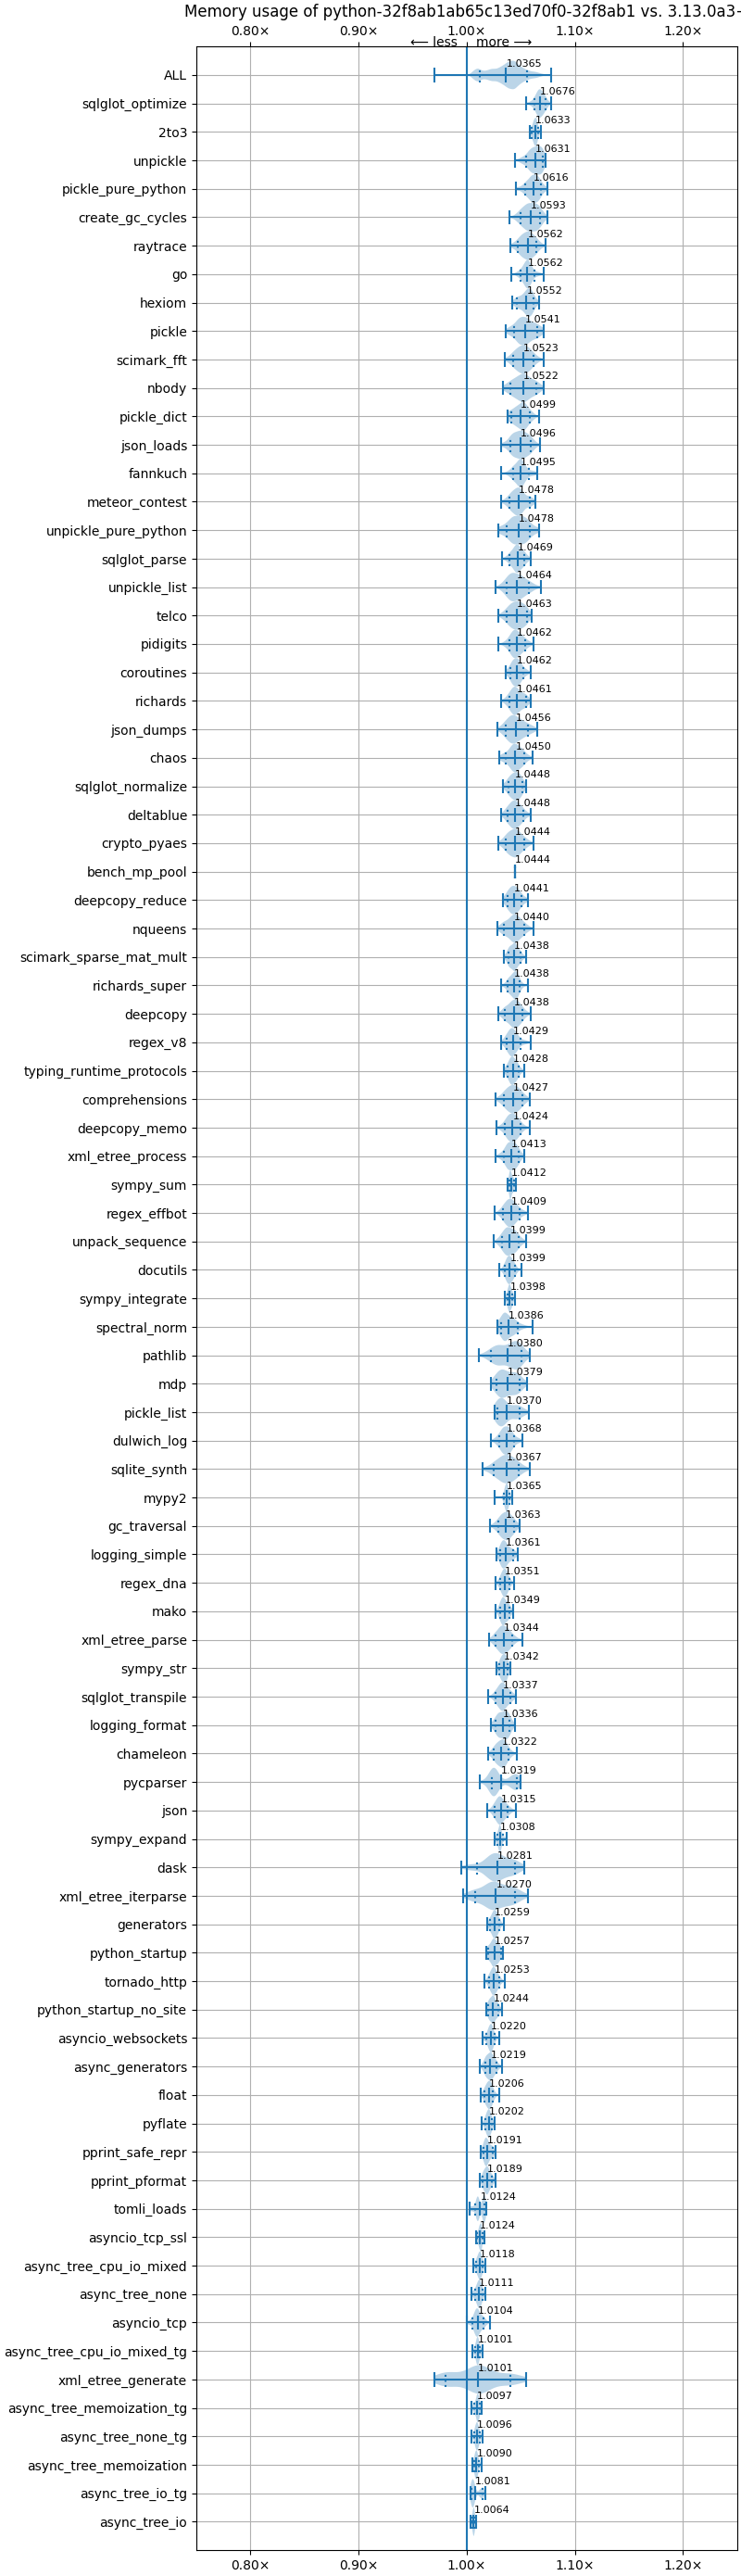 Memory usage of python-32f8ab1ab65c13ed70f0-32f8ab1 vs. 3.13.0a3-
0.80× 0.90× 1.00× 1.10× 1.20×
⟵ less more ⟶
ALL 1.0365
sqlglot_optimize 1.0676
2to3 1.0633
unpickle 1.0631
pickle_pure_python 1.0616
create_gc_cycles 1.0593
raytrace 1.0562
go 1.0562
hexiom 1.0552
pickle 1.0541
scimark_fft 1.0523
nbody 1.0522
pickle_dict 1.0499
json_loads 1.0496
fannkuch 1.0495
meteor_contest 1.0478
unpickle_pure_python 1.0478
sqlglot_parse 1.0469
unpickle_list 1.0464
telco 1.0463
pidigits 1.0462
coroutines 1.0462
richards 1.0461
json_dumps 1.0456
chaos 1.0450
sqlglot_normalize 1.0448
deltablue 1.0448
crypto_pyaes 1.0444
bench_mp_pool 1.0444
deepcopy_reduce 1.0441
nqueens 1.0440
scimark_sparse_mat_mult 1.0438
richards_super 1.0438
deepcopy 1.0438
regex_v8 1.0429
typing_runtime_protocols 1.0428
comprehensions 1.0427
deepcopy_memo 1.0424
xml_etree_process 1.0413
sympy_sum 1.0412
regex_effbot 1.0409
unpack_sequence 1.0399
docutils 1.0399
sympy_integrate 1.0398
spectral_norm 1.0386
pathlib 1.0380
mdp 1.0379
pickle_list 1.0370
dulwich_log 1.0368
sqlite_synth 1.0367
mypy2 1.0365
gc_traversal 1.0363
logging_simple 1.0361
regex_dna 1.0351
mako 1.0349
xml_etree_parse 1.0344
sympy_str 1.0342
sqlglot_transpile 1.0337
logging_format 1.0336
chameleon 1.0322
pycparser 1.0319
json 1.0315
sympy_expand 1.0308
dask 1.0281
xml_etree_iterparse 1.0270
generators 1.0259
python_startup 1.0257
tornado_http 1.0253
python_startup_no_site 1.0244
asyncio_websockets 1.0220
async_generators 1.0219
float 1.0206
pyflate 1.0202
pprint_safe_repr 1.0191
pprint_pformat 1.0189
tomli_loads 1.0124
asyncio_tcp_ssl 1.0124
async_tree_cpu_io_mixed 1.0118
async_tree_none 1.0111
asyncio_tcp 1.0104
async_tree_cpu_io_mixed_tg 1.0101
xml_etree_generate 1.0101
async_tree_memoization_tg 1.0097
async_tree_none_tg 1.0096
async_tree_memoization 1.0090
async_tree_io_tg 1.0081
async_tree_io 1.0064
0.80× 0.90× 1.00× 1.10× 1.20×